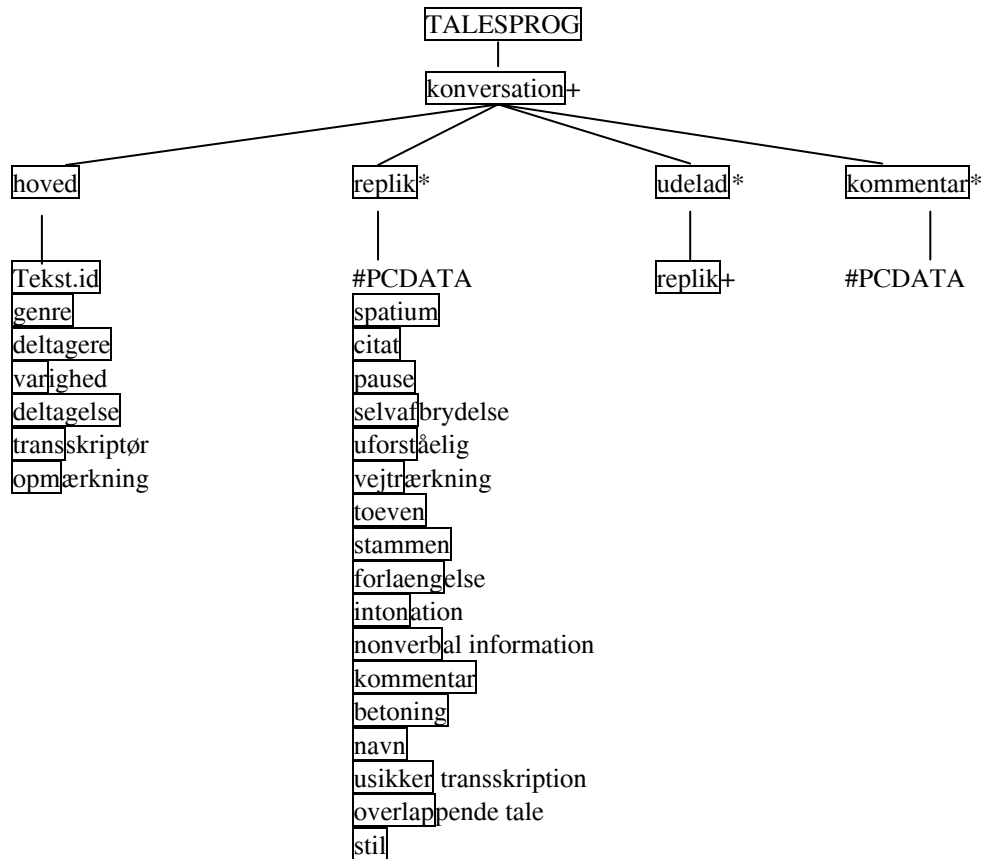 TALESPROG
konversation+
hoved
replik*
udelad*
kommentar*
Tekst.id
genre
deltagere
varighed
deltagelse
transskriptør
opmærkning
#PCDATA
spatium
citat
pause
selvafbrydelse
uforståelig
vejtrærkning
toeven
stammen
forlaengelse
intonation
nonverbal information
kommentar
betoning
navn
usikker transskription
overlappende tale
stil
replik+
#PCDATA